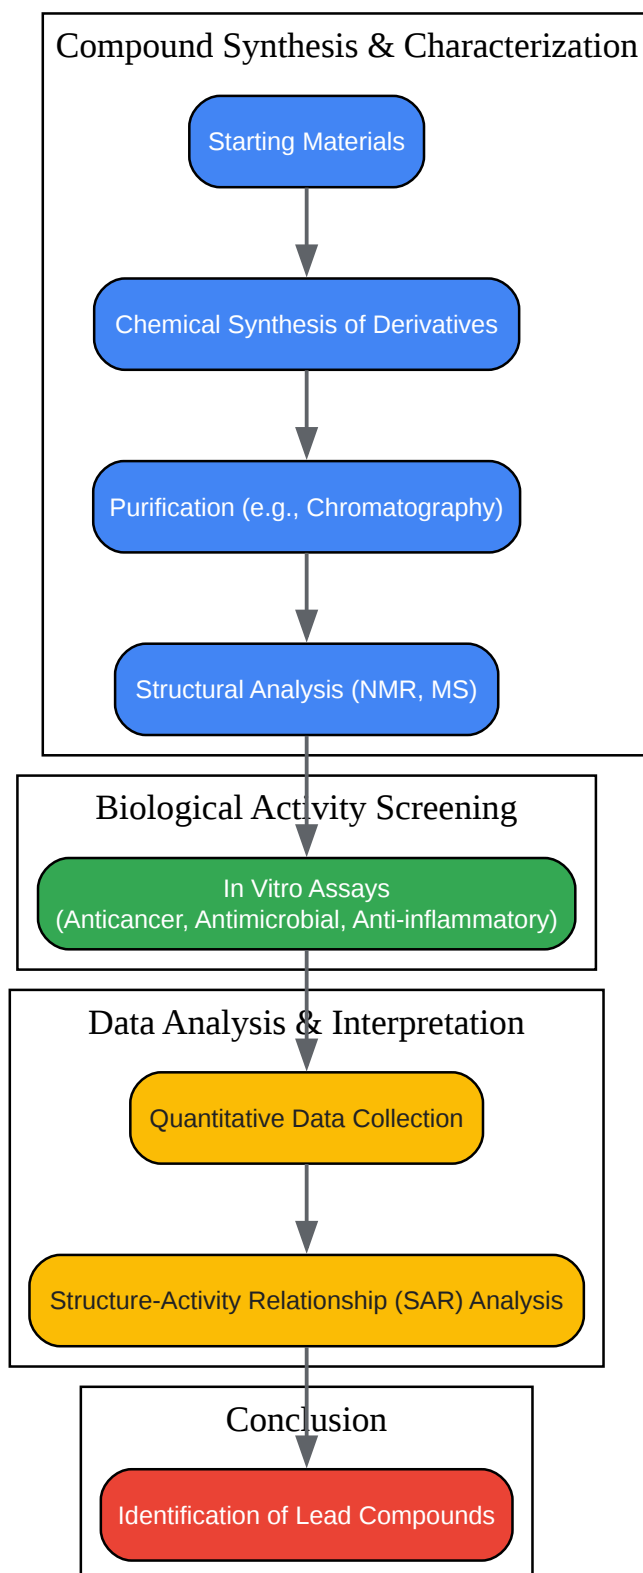 Compound Synthesis & Characterization
Starting Materials
Chemical Synthesis of Derivatives
Purification (e.g., Chromatography)
Structural Analysis (NMR, MS)
Biological Activity Screening
In Vitro Assays
(Anticancer, Antimicrobial, Anti-inflammatory)
Data Analysis & Interpretation
Quantitative Data Collection
Structure-Activity Relationship (SAR) Analysis
Conclusion
Identification of Lead Compounds